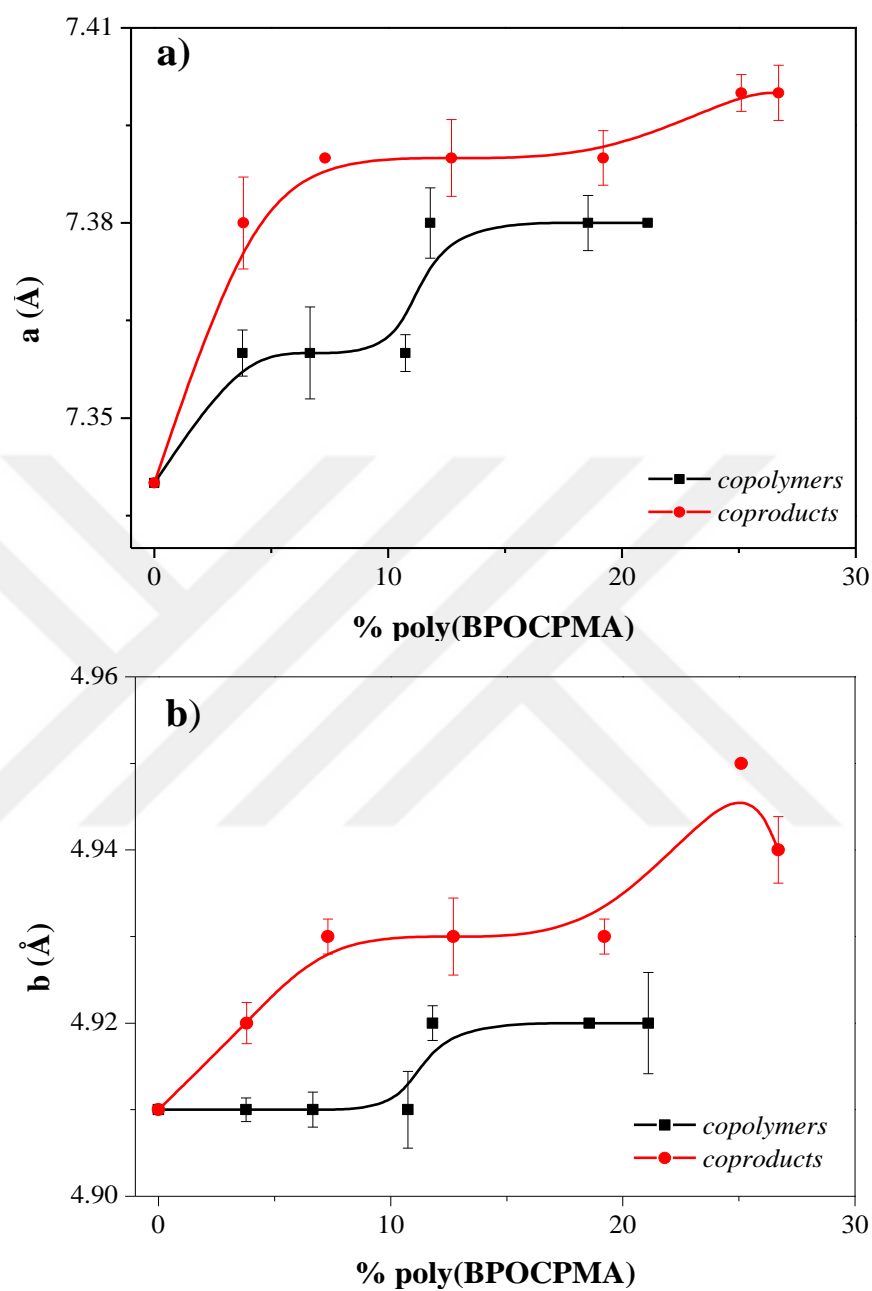 7.41
a)
7.38
a (Å)
7.35
copolymers
coproducts
0
10
20
30
% poly(BPOCPMA)
4.96
b)
4.94
b (Å)
4.92
copolymers
coproducts
4.90
0
10
20
30
% poly(BPOCPMA)